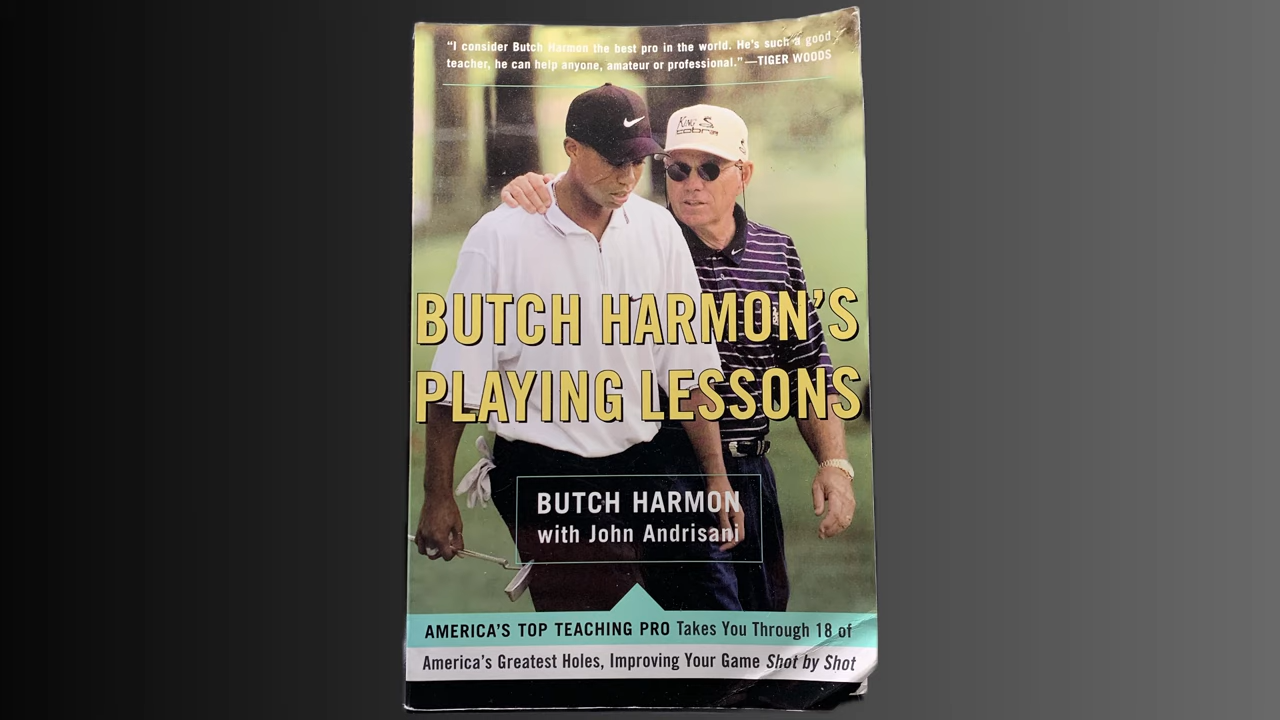 “I consider Butch Harmon the best pro in the world. He’s such a good
teacher, he can help anyone, amateur or professional.”—TIGER WOODS
KING
cobra
BUTCH HARMON’S
PLAYING LESSONS
BUTCH HARMON
with John Andrisani
AMERICA’S TOP TEACHING PRO Takes You Through 18 of
America’s Greatest Holes, Improving Your Game Shot by Shot